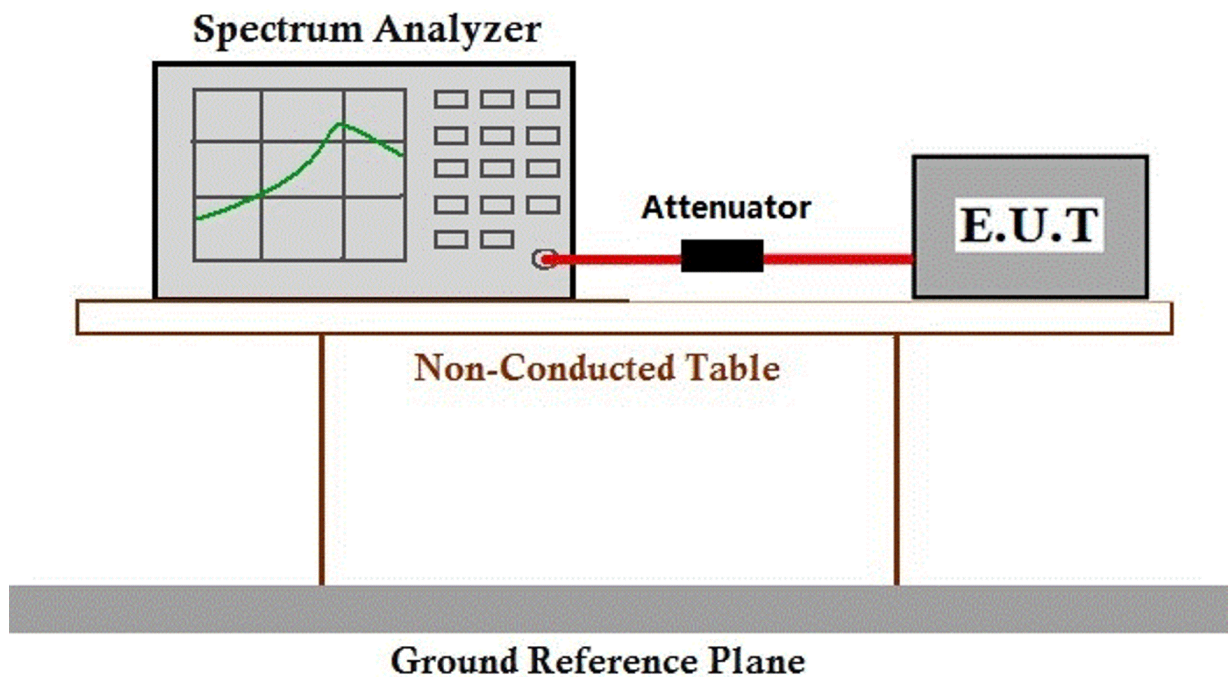 Spectrum Analyzer
Attenuator
E.U.T
Non-Conducted Table
Ground Reference Plane